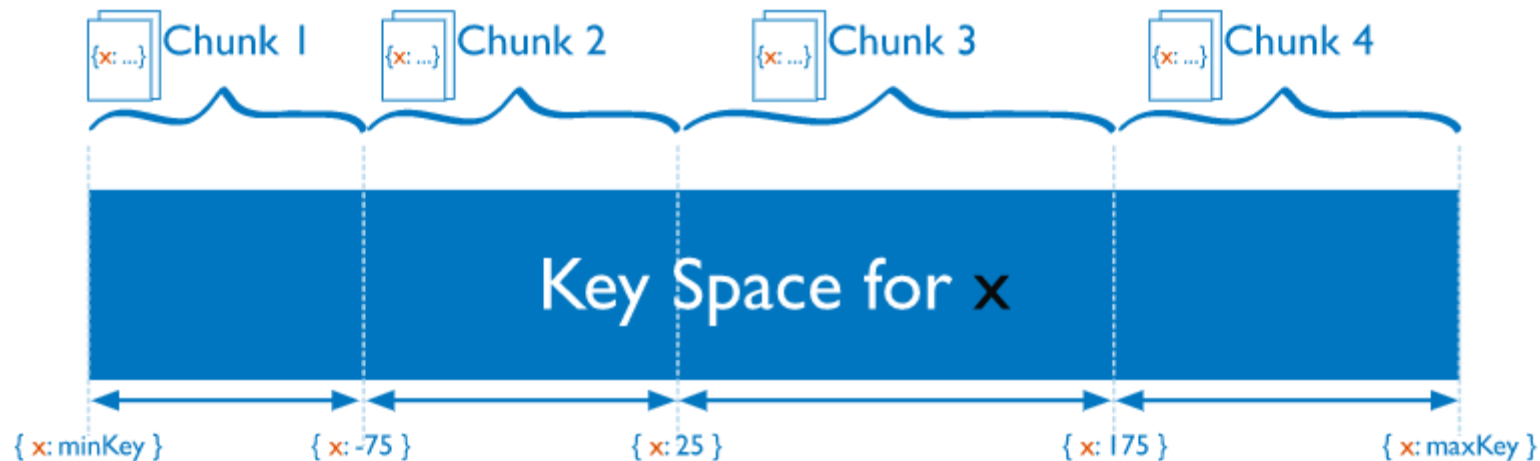 {x: ...} Chunk 1 {x: ...} Chunk 2 {x: ...} Chunk 3 {x: ...} Chunk 4
Key Space for x
{ x: minKey } { x: -75 } { x: 25 } { x: 175 } { x: maxKey }